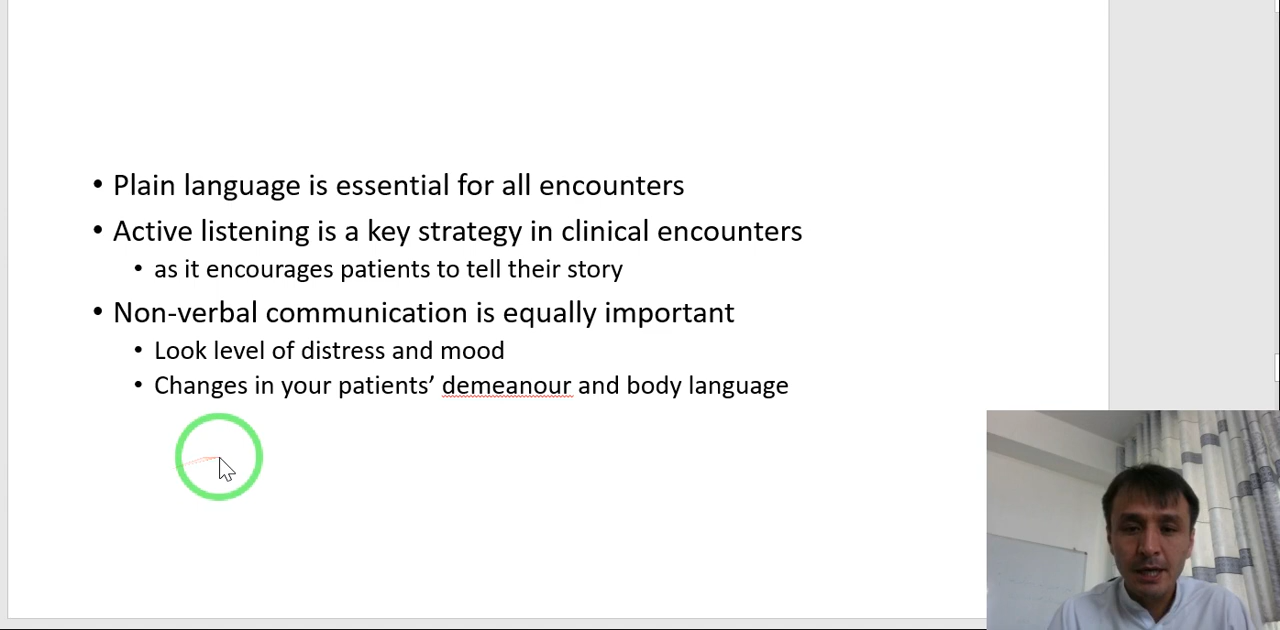 • Plain language is essential for all encounters
• Active listening is a key strategy in clinical encounters
• as it encourages patients to tell their story
• Non-verbal communication is equally important
• Look level of distress and mood
• Changes in your patients’ demeanour and body language